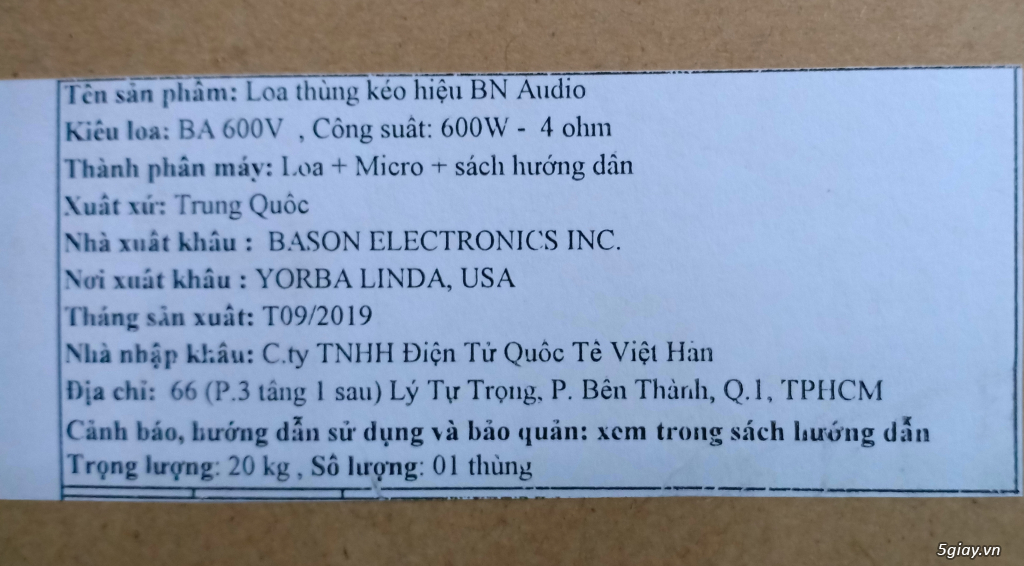 Tên sản phẩm: Loa thùng kéo hiệu BN Audio
Kiểu loa: BA 600V , Công suất: 600W - 4 ohm
Thành phần máy: Loa + Micro + sách hướng dẫn
Xuất xứ: Trung Quốc
Nhà xuất khẩu : BASON ELECTRONICS INC.
Nơi xuất khẩu : YORBA LINDA, USA
Tháng sản xuất: T09/2019
Nhà nhập khẩu: C.ty TNHH Điện Tử Quốc Tế Việt Hàn
Địa chỉ: 66 (P.3 tầng 1 sau) Lý Tự Trọng, P. Bến Thành, Q.1, TPHCM
Cảnh báo, hướng dẫn sử dụng và bảo quản: xem trong sách hướng dẫn
Trọng lượng: 20 kg , Số lượng: 01 thùng
5giay.vn